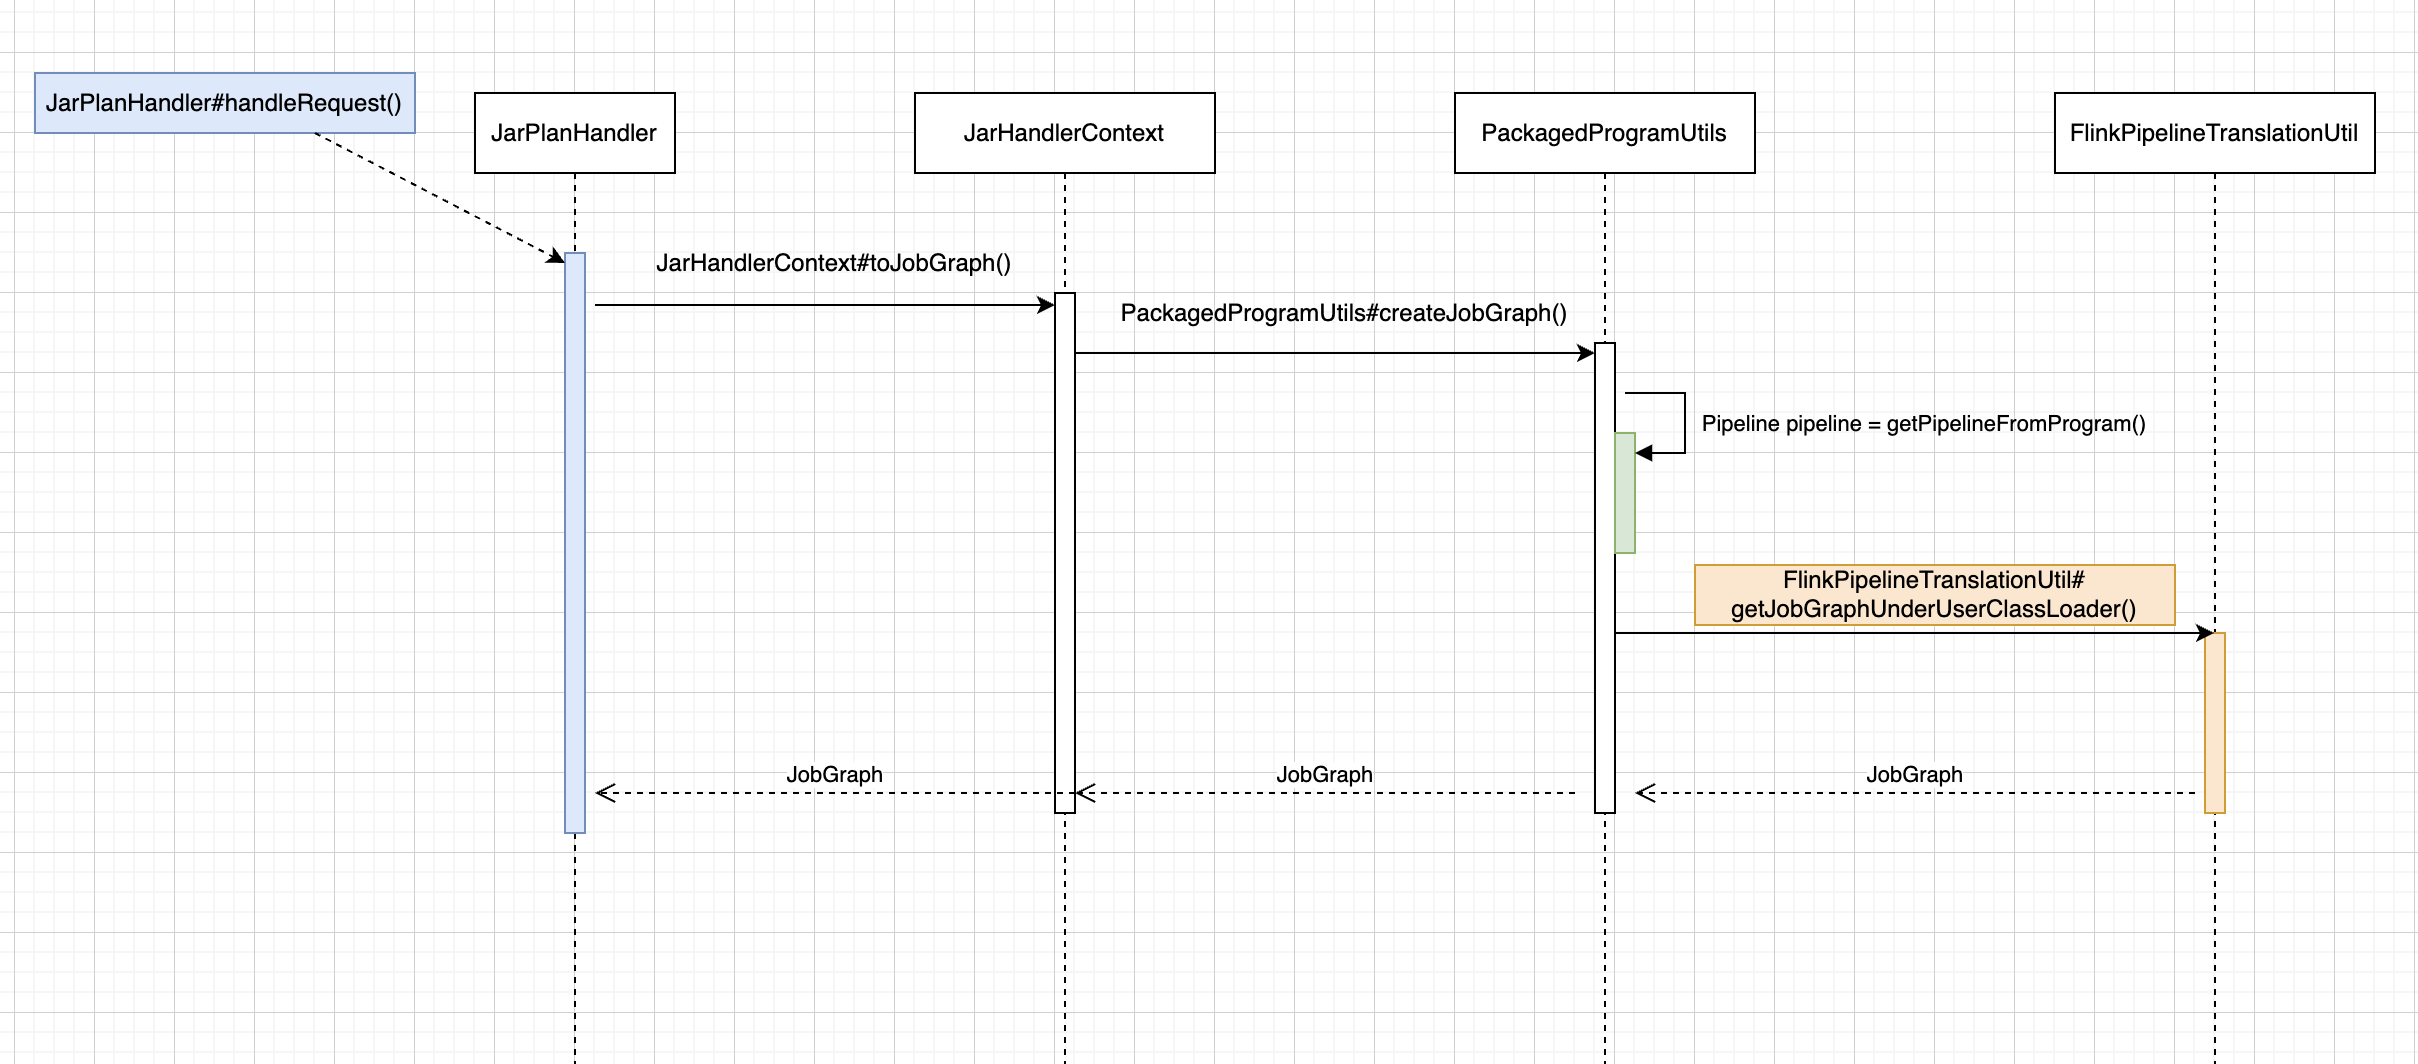 JarPlanHandler#handleRequest()
JarPlanHandler
JarHandlerContext
PackagedProgramUtils
FlinkPipelineTranslationUtil
JarHandlerContext#toJobGraph()
PackagedProgramUtils#createJobGraph()
Pipeline pipeline = getPipelineFromProgram()
FlinkPipelineTranslationUtil#
getJobGraphUnderUserClassLoader()
JobGraph
JobGraph
JobGraph